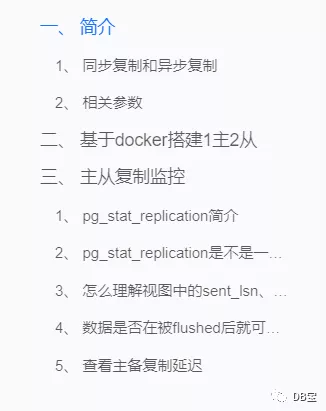 一、 简介
1、 同步复制和异步复制
2、 相关参数
二、 基于docker搭建1主2从
三、 主从复制监控
1、 pg_stat_replication简介
2、 pg_stat_replication是不是一…
3、 怎么理解视图中的sent_lsn、…
4、 数据是否在被flushed后就可…
5、 查看主备复制延迟
DB宝